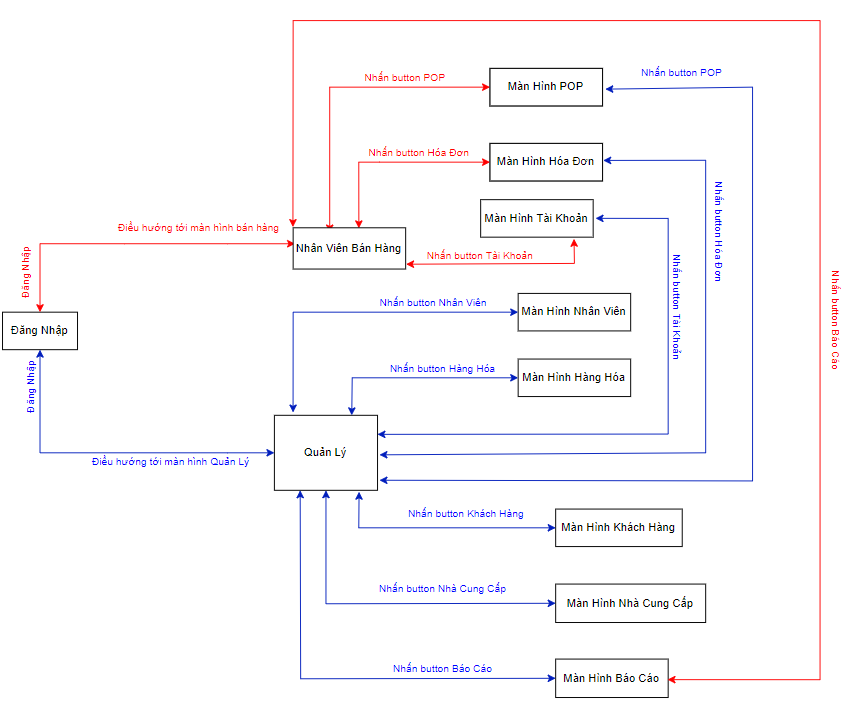 Nhấn button POP
Màn Hình POP
Nhấn button POP
Nhấn button Hóa Đơn
Màn Hình Hóa Đơn
Nhấn button Hóa Đơn
Màn Hình Tài Khoản
Điều hướng tới màn hình bán hàng
Nhân Viên Bán Hàng
Nhấn button Tài Khoản
Nhấn button Tài Khoản
Đăng Nhập
Nhấn button Báo Cáo
Nhấn button Nhân Viên
Màn Hình Nhân Viên
Đăng Nhập
Đăng Nhập
Nhấn button Hàng Hóa
Màn Hình Hàng Hóa
Quản Lý
Điều hướng tới màn hình Quản Lý
Nhấn button Khách Hàng
Màn Hình Khách Hàng
Nhấn button Nhà Cung Cấp
Màn Hình Nhà Cung Cấp
Nhấn button Báo Cáo
Màn Hình Báo Cáo